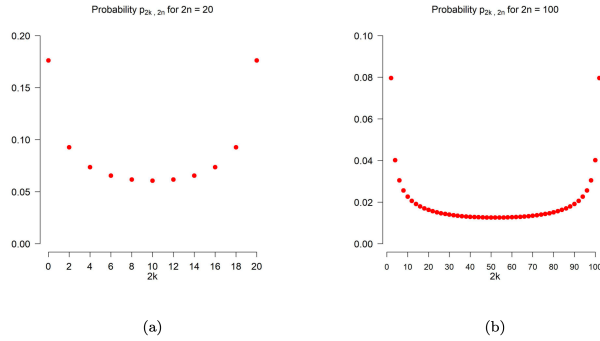 Probability p2k , 2n for 2n = 20
0.20
0.15
0.10
0.05
0.00
0 2 4 6 8 10 12 14 16 18 20
2k
(a)
Probability p2k , 2n for 2n = 100
0.10
0.08
0.06
0.04
0.02
0.00
0 10 20 30 40 50 60 70 80 90 100
2k
(b)